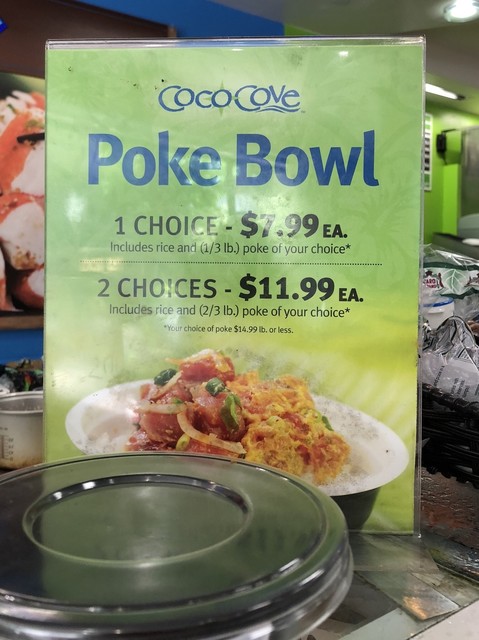 CocoCove
Poke Bowl
1 CHOICE - $7.99 EA.
Includes rice and (1/3 lb.) poke of your choice*
2 CHOICES - $11.99 EA.
Includes rice and (2/3 lb.) poke of your choice*
*Your choice of poke $14.99 lb. or less.